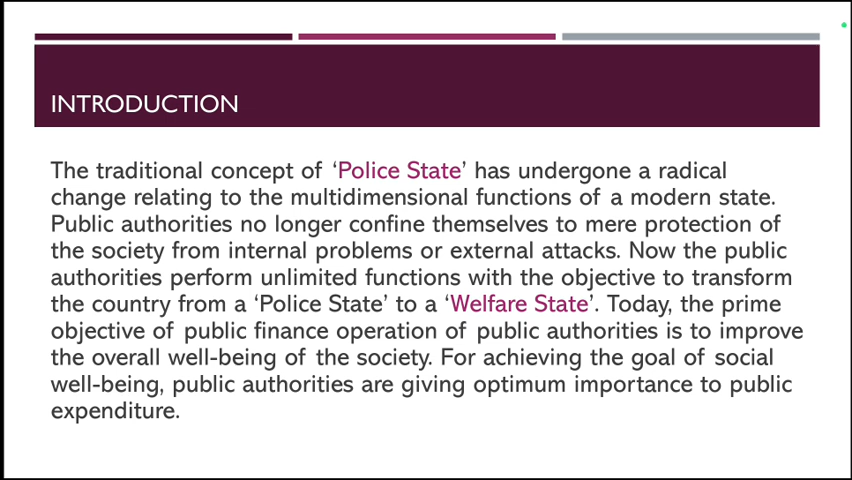 INTRODUCTION
The traditional concept of ‘Police State’ has undergone a radical
change relating to the multidimensional functions of a modern state.
Public authorities no longer confine themselves to mere protection of
the society from internal problems or external attacks. Now the public
authorities perform unlimited functions with the objective to transform
the country from a ‘Police State’ to a ‘Welfare State’. Today, the prime
objective of public finance operation of public authorities is to improve
the overall well-being of the society. For achieving the goal of social
well-being, public authorities are giving optimum importance to public
expenditure.